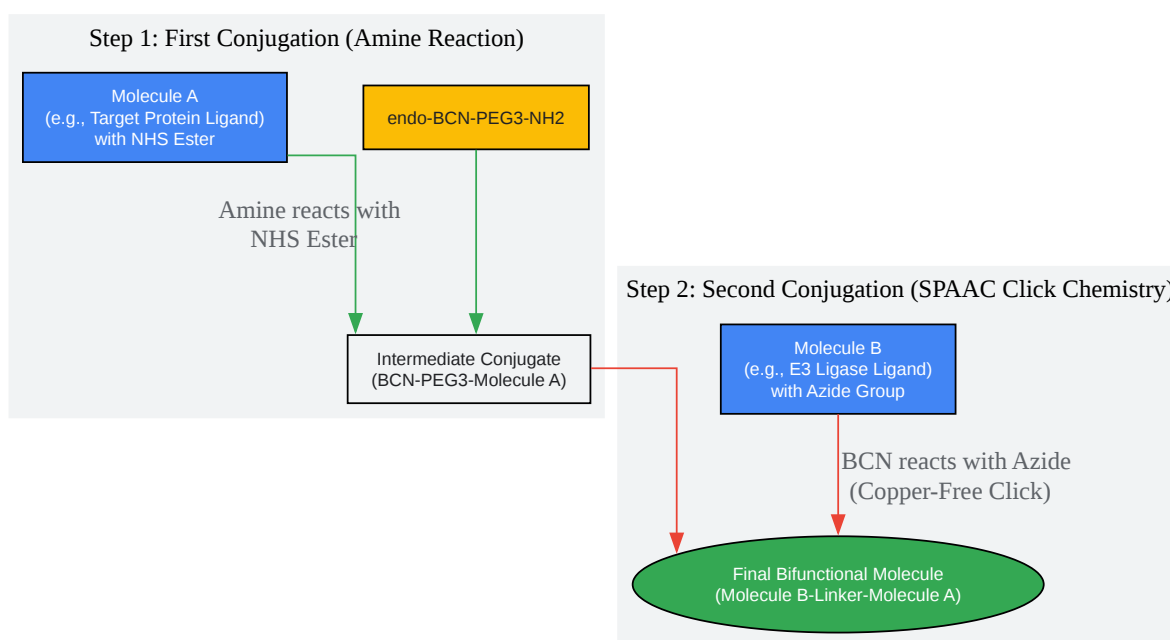 Step 1: First Conjugation (Amine Reaction)
Molecule A
(e.g., Target Protein Ligand)
with NHS Ester
endo-BCN-PEG3-NH2
Amine reacts with
NHS Ester
Intermediate Conjugate
(BCN-PEG3-Molecule A)
Step 2: Second Conjugation (SPAAC Click Chemistry)
Molecule B
(e.g., E3 Ligase Ligand)
with Azide Group
BCN reacts with Azide
(Copper-Free Click)
Final Bifunctional Molecule
(Molecule B-Linker-Molecule A)